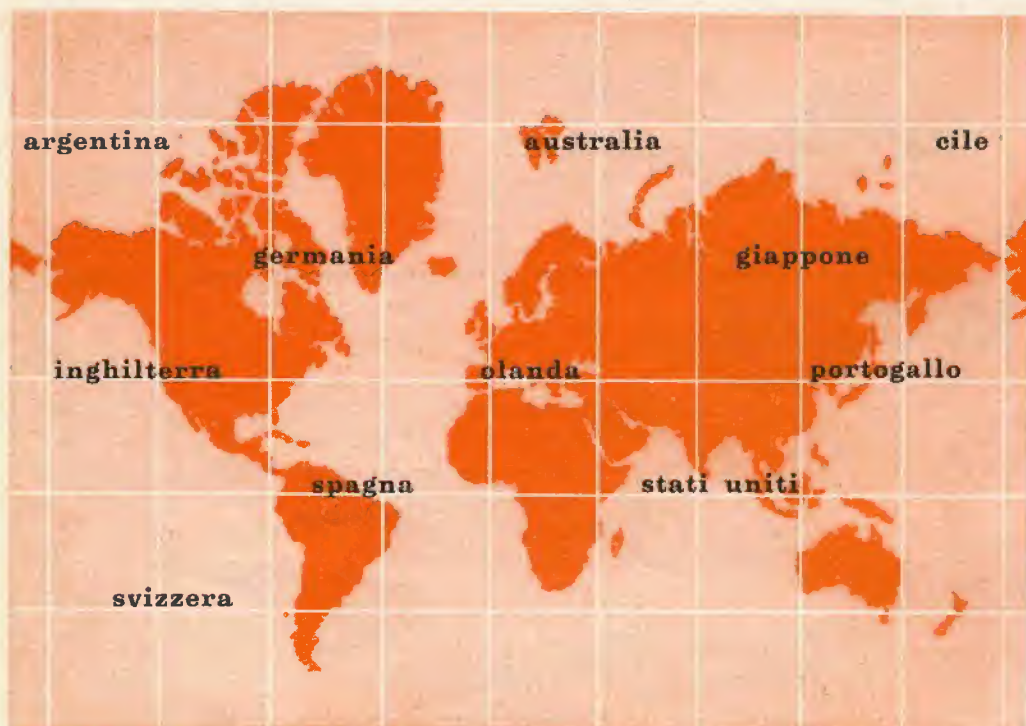 argentina australia cile
germania giappone
inghilterra olanda portogallo
spagna stati uniti
svizzera